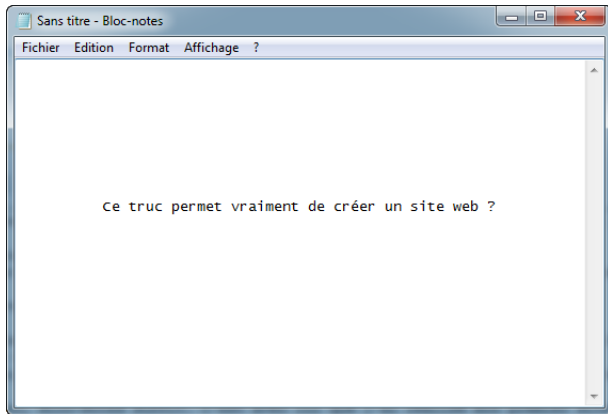 Sans titre - Bloc-notes
Fichier Edition Format Affichage ?
Ce truc permet vraiment de créer un site web ?